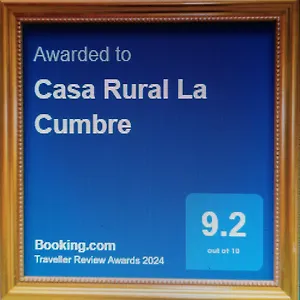 Awarded to
Casa Rural La
Cumbre
9.2
out of 10
Booking.com
Traveller Review Awards 2024